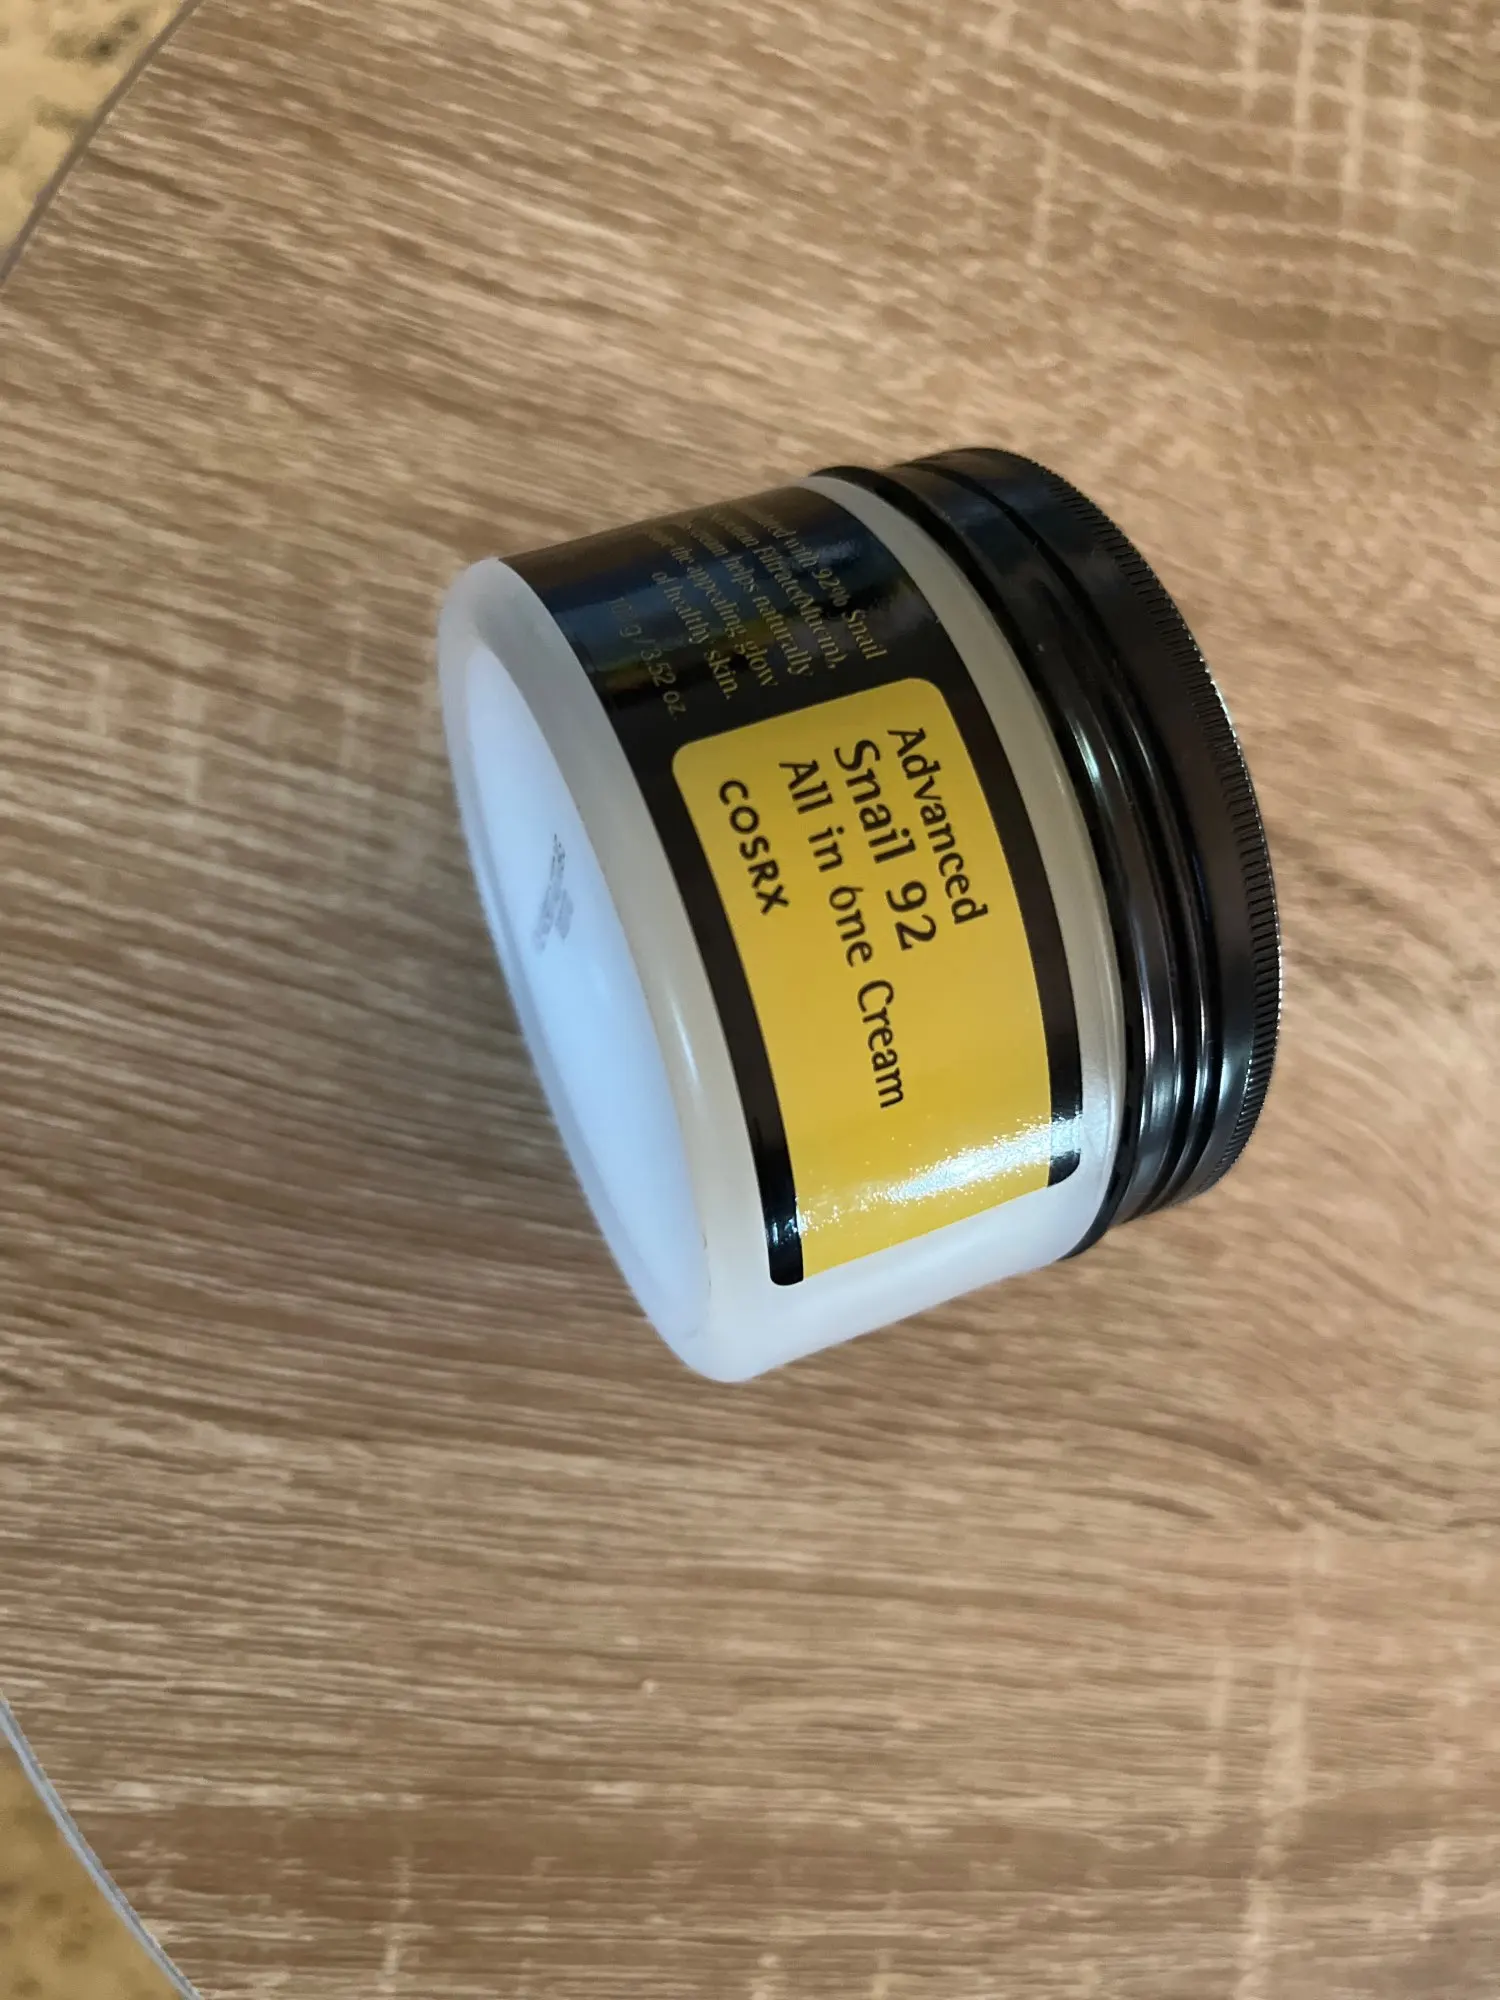 Advanced
Snail 92
All in one Cream
COSRX
with 92% Snail
Filtrate(Mucin),
helps naturally
the appealing glow
of healthy skin.
g / 3.52 oz.